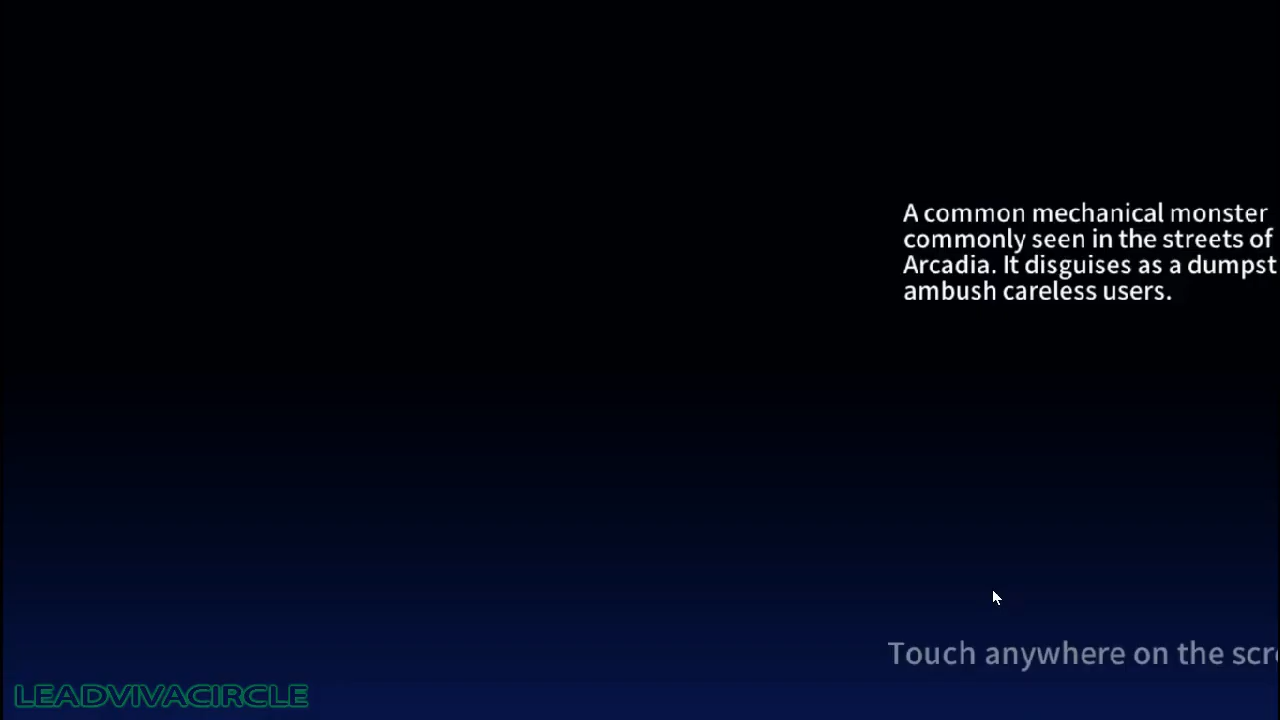 A common mechanical monster
commonly seen in the streets of
Arcadia. It disguises as a dumpst
ambush careless users.
Touch anywhere on the scre
LEADVIVACIRCLE